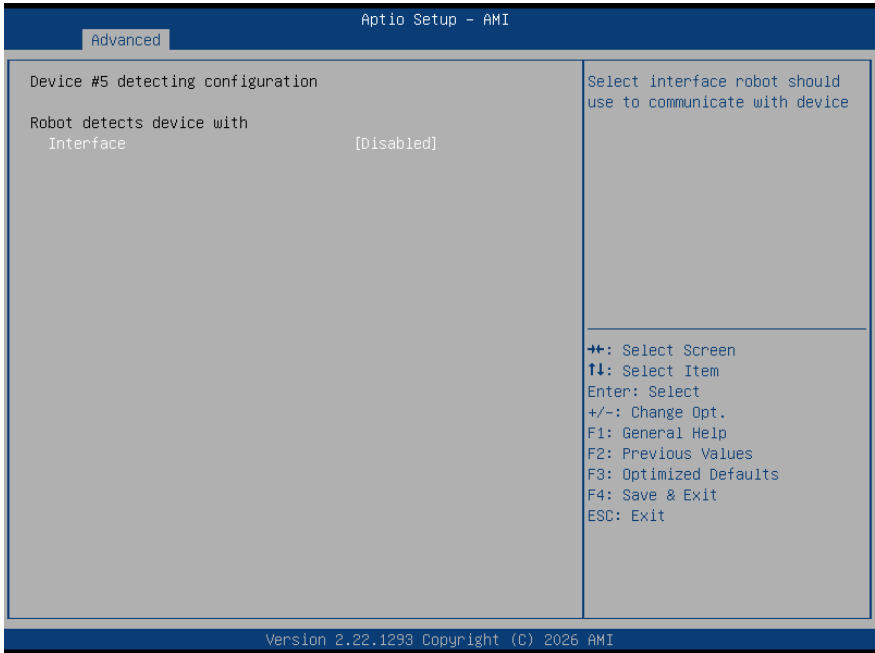 Aptio Setup - AMI
Advanced
Device #5 detecting configuration
Robot detects device with
Interface [Disabled]
Select interface robot should
use to communicate with device
→←: Select Screen
↑↓: Select Item
Enter: Select
+/-: Change Opt.
F1: General Help
F2: Previous Values
F3: Optimized Defaults
F4: Save & Exit
ESC: Exit
Version 2.22.1293 Copyright (C) 2026 AMI